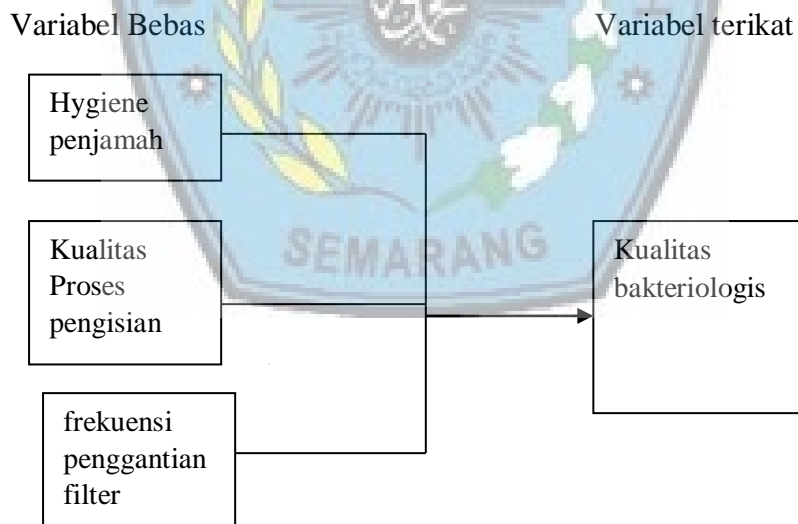 Variabel Bebas
Variabel terikat
Hygiene
penjamah
Kualitas
Proses
pengisian
frekuensi
penggantian
filter
Kualitas
bakteriologis
SEMARANG